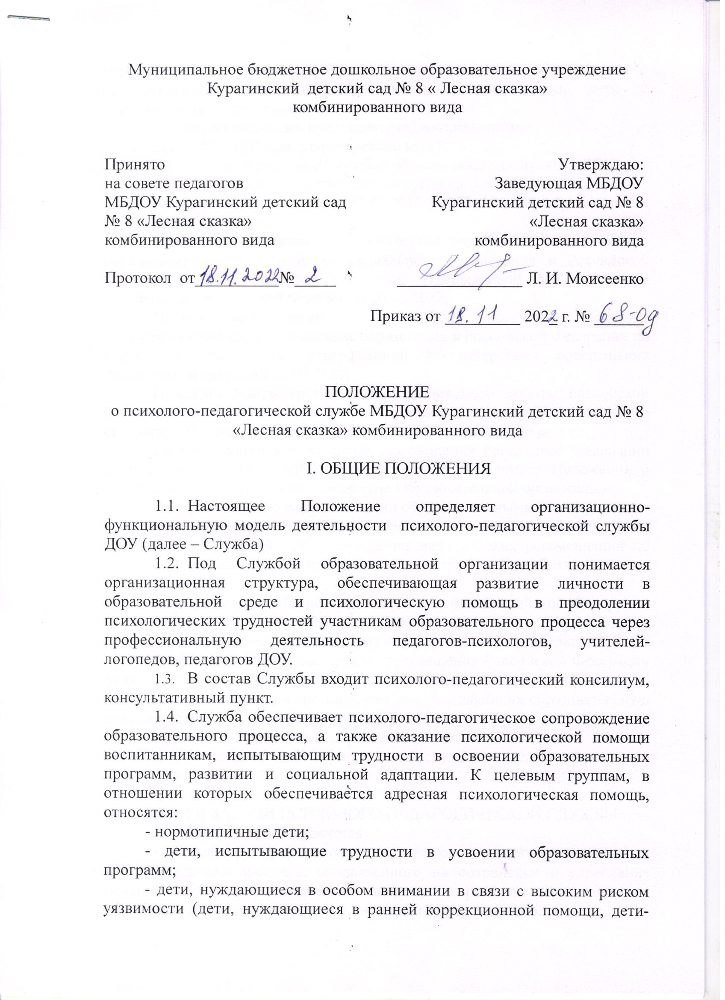 Муниципальное бюджетное дошкольное образовательное учреждение
Курагинский детский сад № 8 « Лесная сказка»
комбинированного вида
Принято
на совете педагогов
МБДОУ Курагинский детский сад
№ 8 «Лесная сказка»
комбинированного вида
Протокол от 18.11.2022 № 2
Утверждаю:
Заведующая МБДОУ
Курагинский детский сад № 8
«Лесная сказка»
комбинированного вида
Л. И. Моисеенко
Приказ от 18.11 2022 г. № 68-од
ПОЛОЖЕНИЕ
о психолого-педагогической службе МБДОУ Курагинский детский сад № 8
«Лесная сказка» комбинированного вида
I. ОБЩИЕ ПОЛОЖЕНИЯ
1.1. Настоящее Положение определяет организационно-
функциональную модель деятельности психолого-педагогической службы
ДОУ (далее – Служба)
1.2. Под Службой образовательной организации понимается
организационная структура, обеспечивающая развитие личности в
образовательной среде и психологическую помощь в преодолении
психологических трудностей участникам образовательного процесса через
профессиональную деятельность педагогов-психологов, учителей-
логопедов, педагогов ДОУ.
1.3. В состав Службы входит психолого-педагогический консилиум,
консультативный пункт.
1.4. Служба обеспечивает психолого-педагогическое сопровождение
образовательного процесса, а также оказание психологической помощи
воспитанникам, испытывающим трудности в освоении образовательных
программ, развитии и социальной адаптации. К целевым группам, в
отношении которых обеспечивается адресная психологическая помощь,
относятся:
- нормотипичные дети;
- дети, испытывающие трудности в усвоении образовательных
программ;
- дети, нуждающиеся в особом внимании в связи с высоким риском
уязвимости (дети, нуждающиеся в ранней коррекционной помощи, дети-